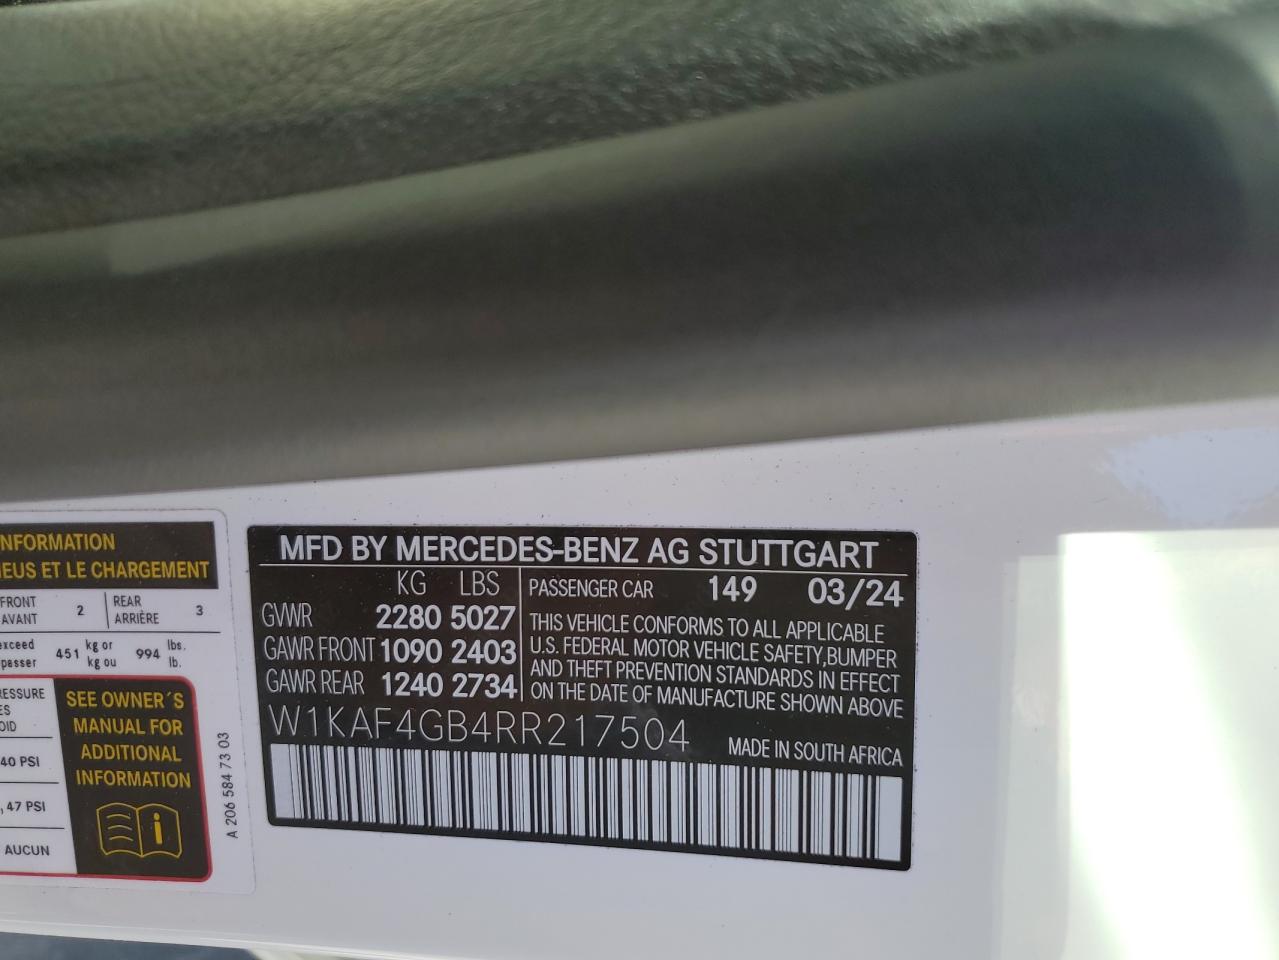 NFORMATION
EUS ET LE CHARGEMENT
FRONT
AVANT
2
REAR
ARRIÈRE
3
exceed
passer
451
kg or
kg ou
994
lbs.
lb.
RESSURE
ES
OID
40 PSI
, 47 PSI
AUCUN
SEE OWNER´S
MANUAL FOR
ADDITIONAL
INFORMATION
i
A 206 584 73 03
MFD BY MERCEDES-BENZ AG STUTTGART
KG LBS
GVWR 2280 5027
GAWR FRONT 1090 2403
GAWR REAR 1240 2734
PASSENGER CAR 149 03/24
THIS VEHICLE CONFORMS TO ALL APPLICABLE
U.S. FEDERAL MOTOR VEHICLE SAFETY,BUMPER
AND THEFT PREVENTION STANDARDS IN EFFECT
ON THE DATE OF MANUFACTURE SHOWN ABOVE
W1KAF4GB4RR217504
MADE IN SOUTH AFRICA